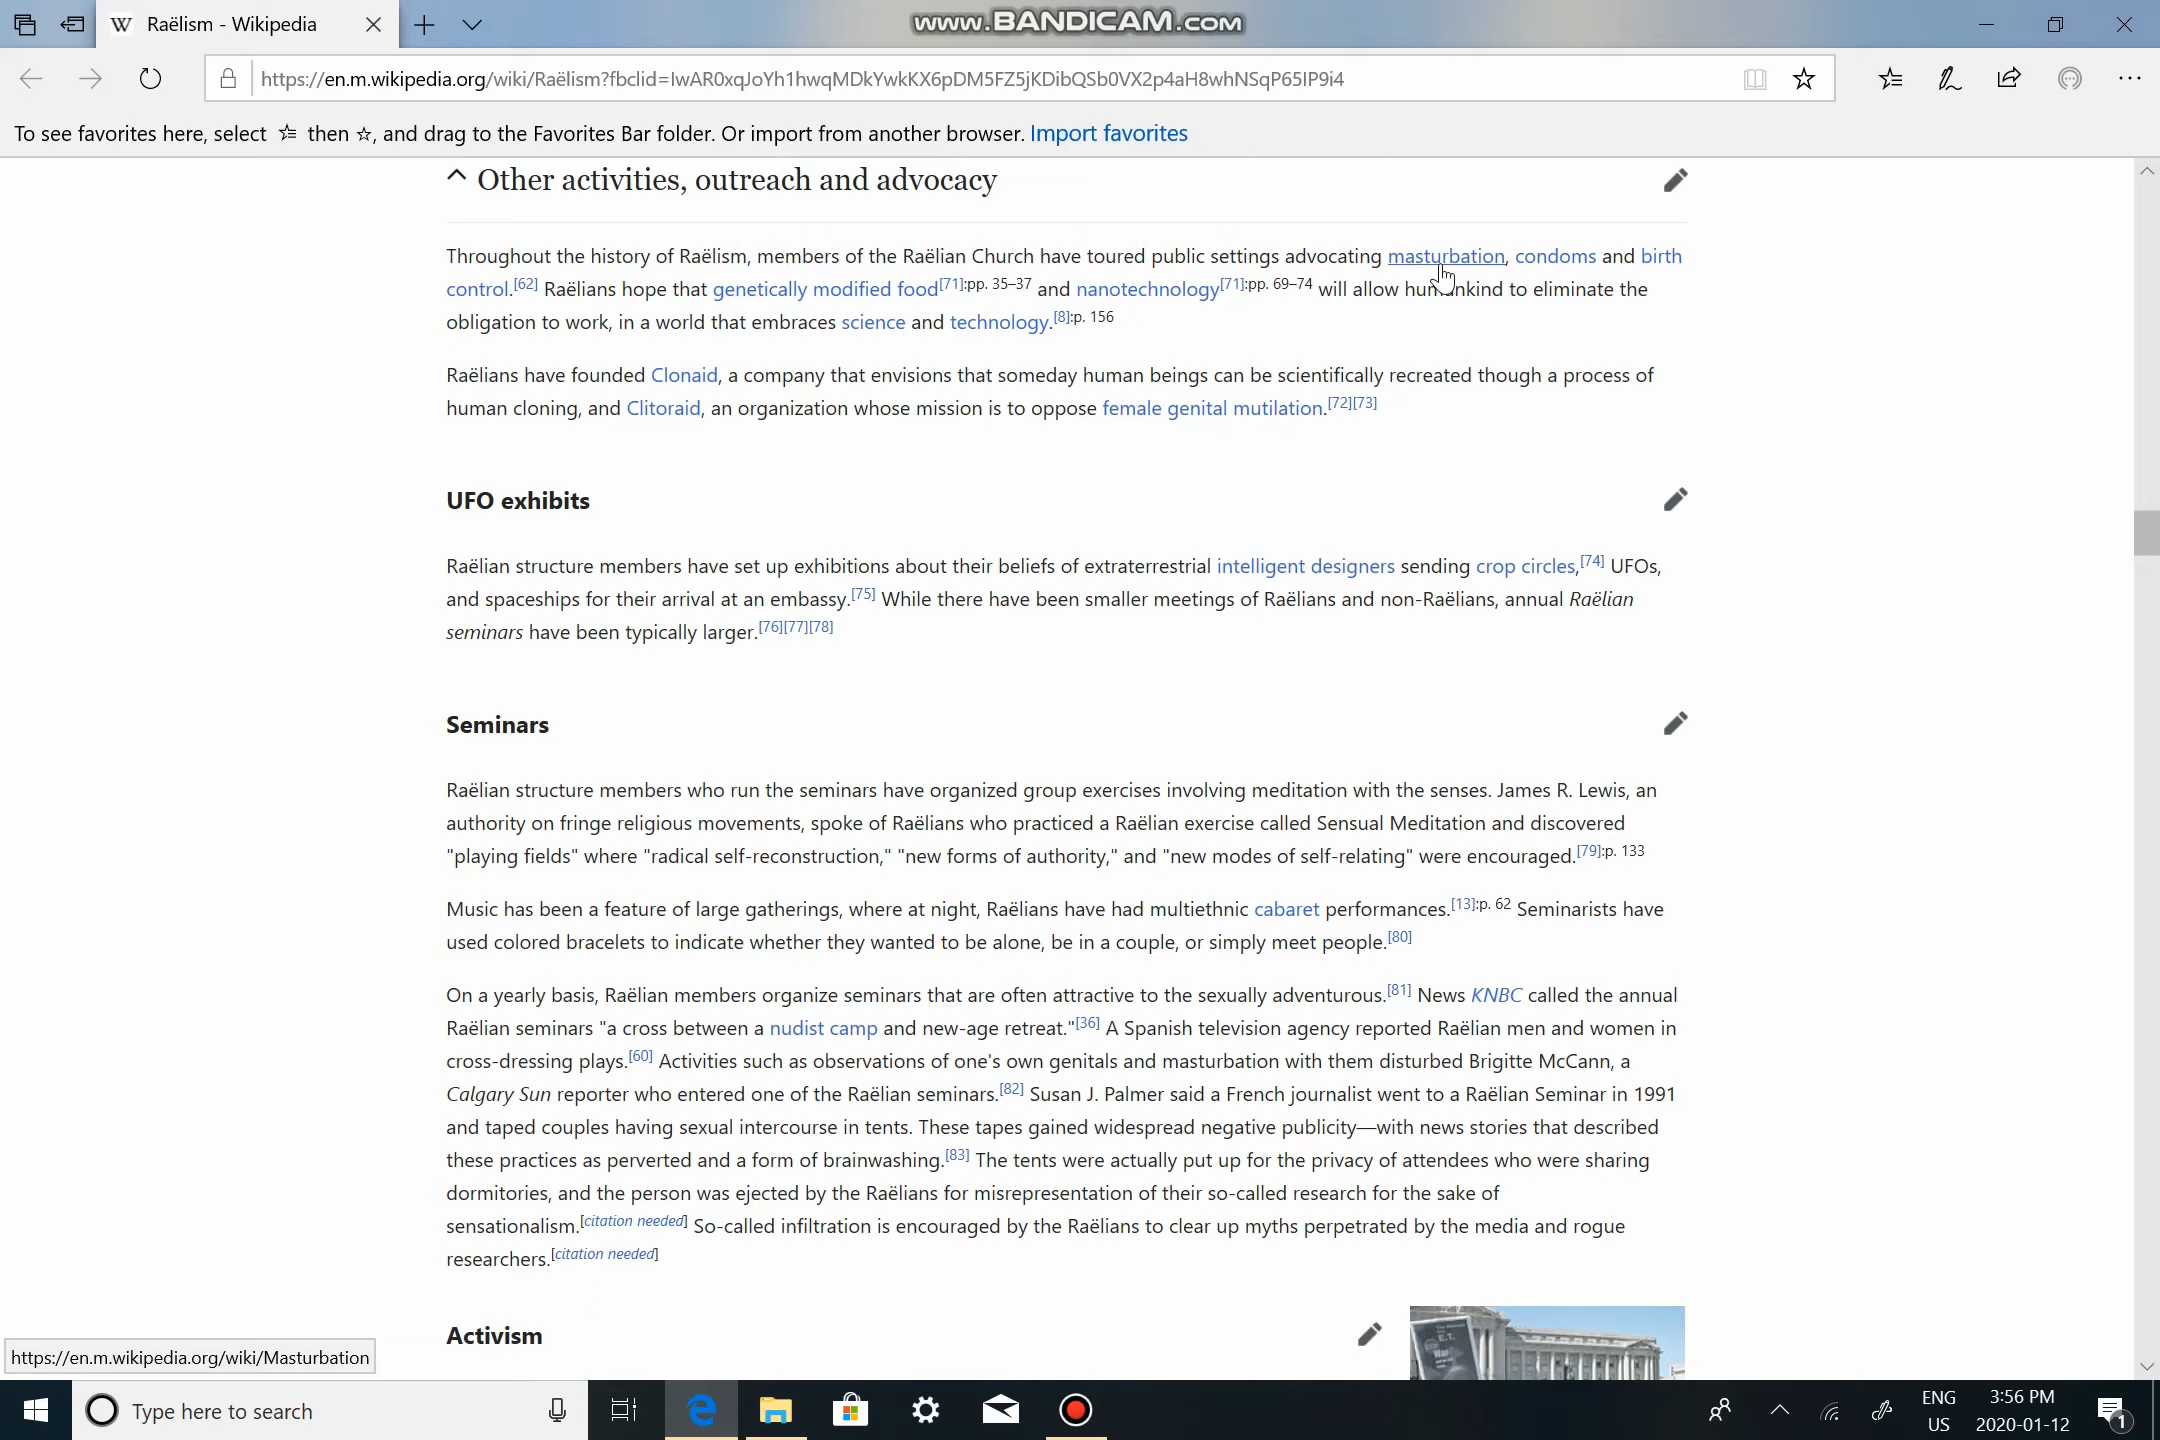 Raëlism - Wikipedia
www.BANDICAM.com
https://en.m.wikipedia.org/wiki/Raëlism?fbclid=IwAR0xqJoYh1hwqMDkYwkKX6pDM5FZ5jKDibQSb0VX2p4aH8whNSqP65IP9i4
To see favorites here, select then , and drag to the Favorites Bar folder. Or import from another browser. Import favorites
Other activities, outreach and advocacy
Throughout the history of Raëlism, members of the Raëlian Church have toured public settings advocating masturbation, condoms and birth
control.[62] Raëlians hope that genetically modified food[71]:pp. 35–37 and nanotechnology[71]:pp. 69–74 will allow humankind to eliminate the
obligation to work, in a world that embraces science and technology.[8]:p. 156
Raëlians have founded Clonaid, a company that envisions that someday human beings can be scientifically recreated though a process of
human cloning, and Clitoraid, an organization whose mission is to oppose female genital mutilation.[72][73]
UFO exhibits
Raëlian structure members have set up exhibitions about their beliefs of extraterrestrial intelligent designers sending crop circles,[74] UFOs,
and spaceships for their arrival at an embassy.[75] While there have been smaller meetings of Raëlians and non-Raëlians, annual Raëlian
seminars have been typically larger.[76][77][78]
Seminars
Raëlian structure members who run the seminars have organized group exercises involving meditation with the senses. James R. Lewis, an
authority on fringe religious movements, spoke of Raëlians who practiced a Raëlian exercise called Sensual Meditation and discovered
"playing fields" where "radical self-reconstruction," "new forms of authority," and "new modes of self-relating" were encouraged.[79]:p. 133
Music has been a feature of large gatherings, where at night, Raëlians have had multiethnic cabaret performances.[13]:p. 62 Seminarists have
used colored bracelets to indicate whether they wanted to be alone, be in a couple, or simply meet people.[80]
On a yearly basis, Raëlian members organize seminars that are often attractive to the sexually adventurous.[81] News KNBC called the annual
Raëlian seminars "a cross between a nudist camp and new-age retreat."[36] A Spanish television agency reported Raëlian men and women in
cross-dressing plays.[60] Activities such as observations of one's own genitals and masturbation with them disturbed Brigitte McCann, a
Calgary Sun reporter who entered one of the Raëlian seminars.[82] Susan J. Palmer said a French journalist went to a Raëlian Seminar in 1991
and taped couples having sexual intercourse in tents. These tapes gained widespread negative publicity—with news stories that described
these practices as perverted and a form of brainwashing.[83] The tents were actually put up for the privacy of attendees who were sharing
dormitories, and the person was ejected by the Raëlians for misrepresentation of their so-called research for the sake of
sensationalism.[citation needed] So-called infiltration is encouraged by the Raëlians to clear up myths perpetrated by the media and rogue
researchers.[citation needed]
Activism
E.T.
https://en.m.wikipedia.org/wiki/Masturbation
Type here to search
ENG
US
3:56 PM
2020-01-12
1